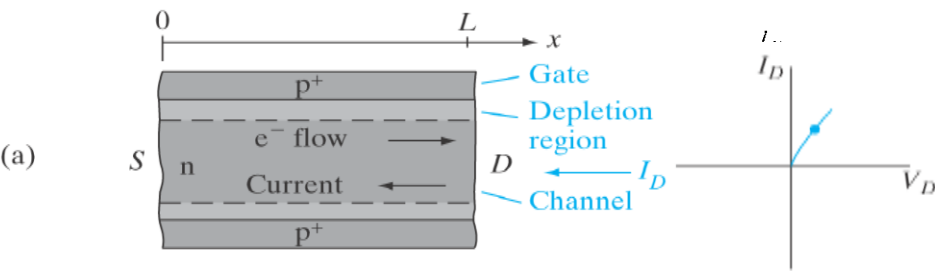 0 L
x
I_D
p⁺
Gate
Depletion
region
e⁻ flow
(a)
S
n
D
I_D
V_D
Current
Channel
p⁺